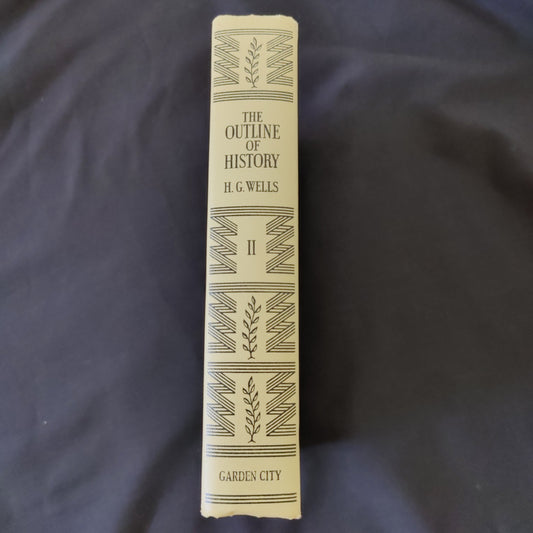 THE
OUTLINE
OF
HISTORY
H. G. WELLS
II
GARDEN CITY